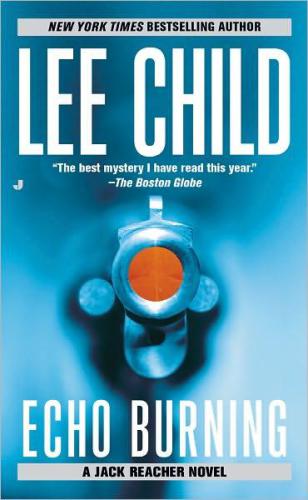 NEW YORK TIMES BESTSELLING AUTHOR
LEE CHILD
"The best mystery I have read this year."
–The Boston Globe
J
ECHO BURNING
A JACK REACHER NOVEL